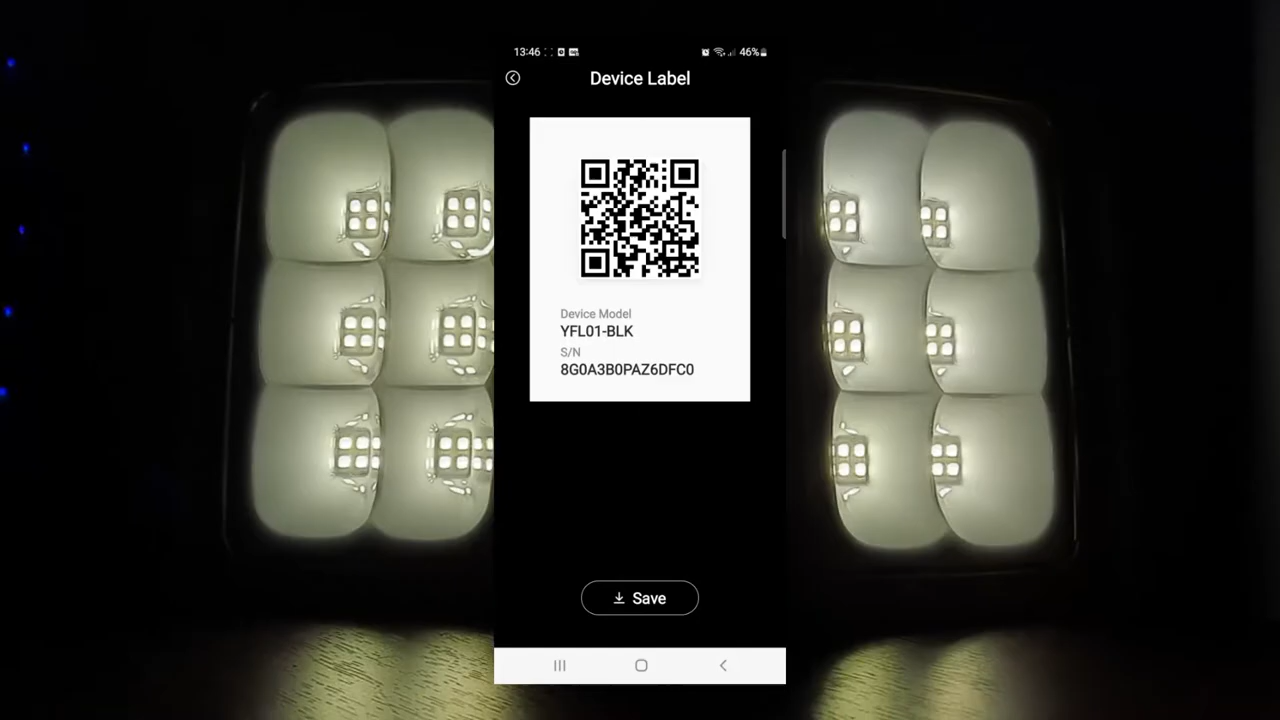 13:46 46%
Device Label
Device Model
YFL01-BLK
S/N
8G0A3B0PAZ6DFC0
Save